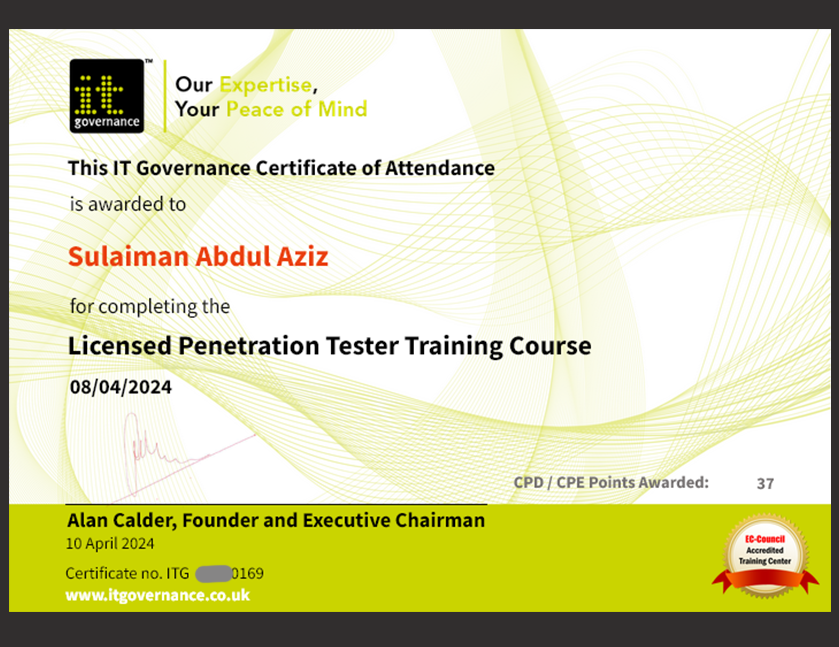 it
governance
™
Our Expertise,
Your Peace of Mind
This IT Governance Certificate of Attendance
is awarded to
Sulaiman Abdul Aziz
for completing the
Licensed Penetration Tester Training Course
08/04/2024
CPD / CPE Points Awarded: 37
Alan Calder, Founder and Executive Chairman
10 April 2024
Certificate no. ITG 0169
www.itgovernance.co.uk
EC-Council
Accredited
Training Center